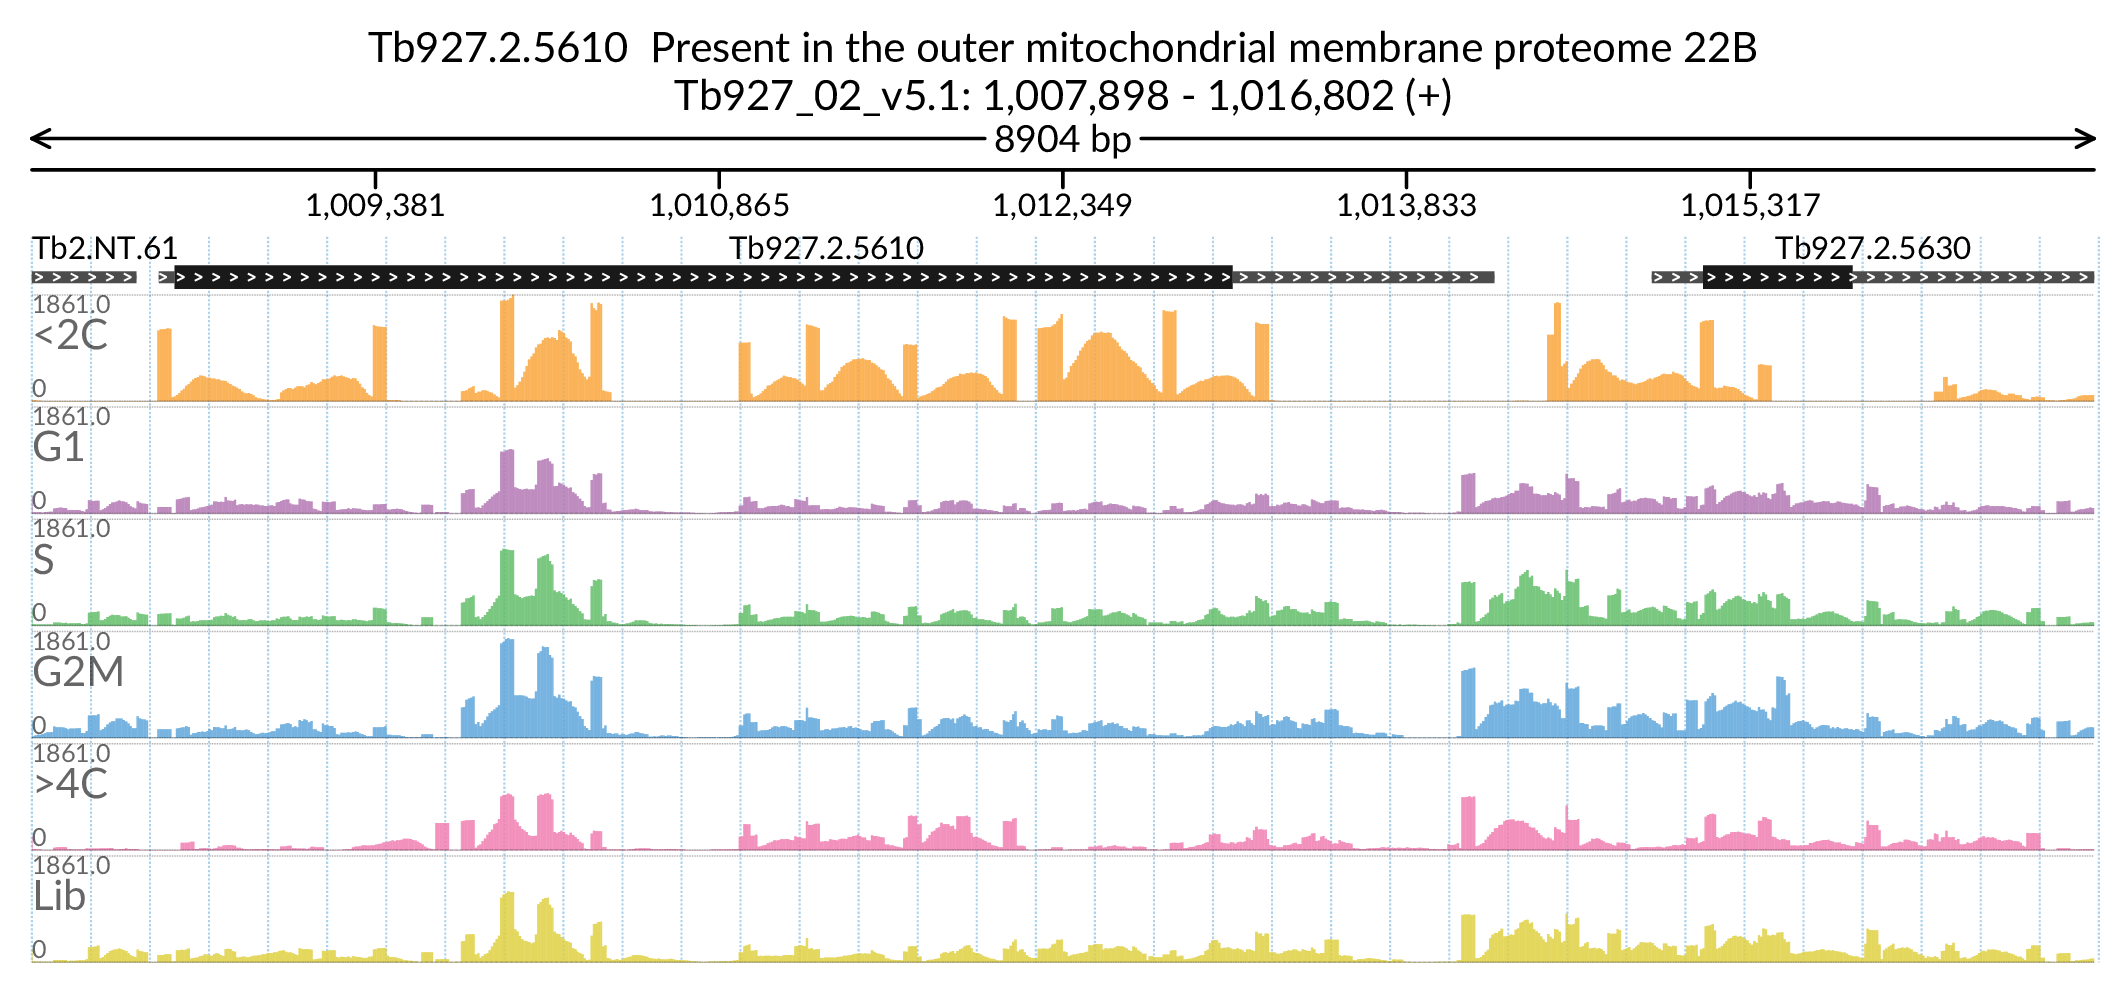 Tb927.2.5610  Present in the outer mitochondrial membrane proteome 22B
Tb927_02_v5.1: 1,007,898 - 1,016,802 (+)
8904 bp
1,009,381 1,010,865 1,012,349 1,013,833 1,015,317
Tb2.NT.61 Tb927.2.5610 Tb927.2.5630
1861.0
<2C
0
1861.0
G1
0
1861.0
S
0
1861.0
G2M
0
1861.0
>4C
0
1861.0
Lib
0